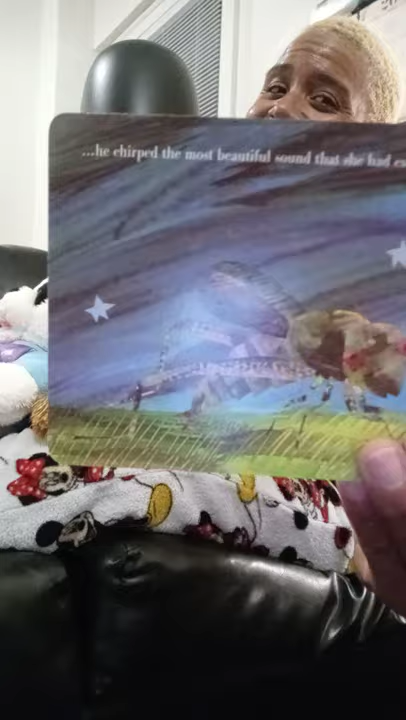 ...he chirped the most beautiful sound that she had